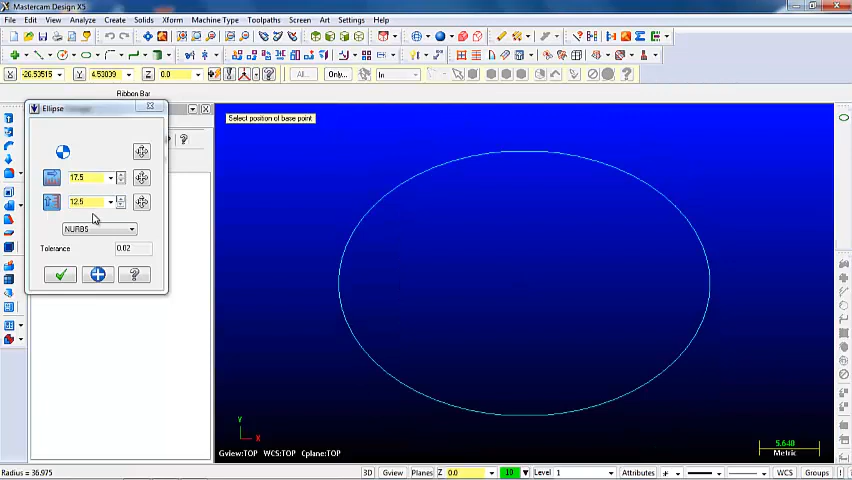 Mastercam Design X5
File Edit View Analyze Create Solids Xform Machine Type Toolpaths Screen Art Settings Help
X -26.53515 Y 4.53039 Z 0.0 All... Only... In
Ribbon Bar
Ellipse
Select position of base point
17.5
12.5
NURBS
Tolerance 0.02
Y
X
5.640
Gview:TOP WCS:TOP Cplane:TOP Metric
Radius = 36.975 3D Gview Planes Z 0.0 10 Level 1 Attributes WCS Groups